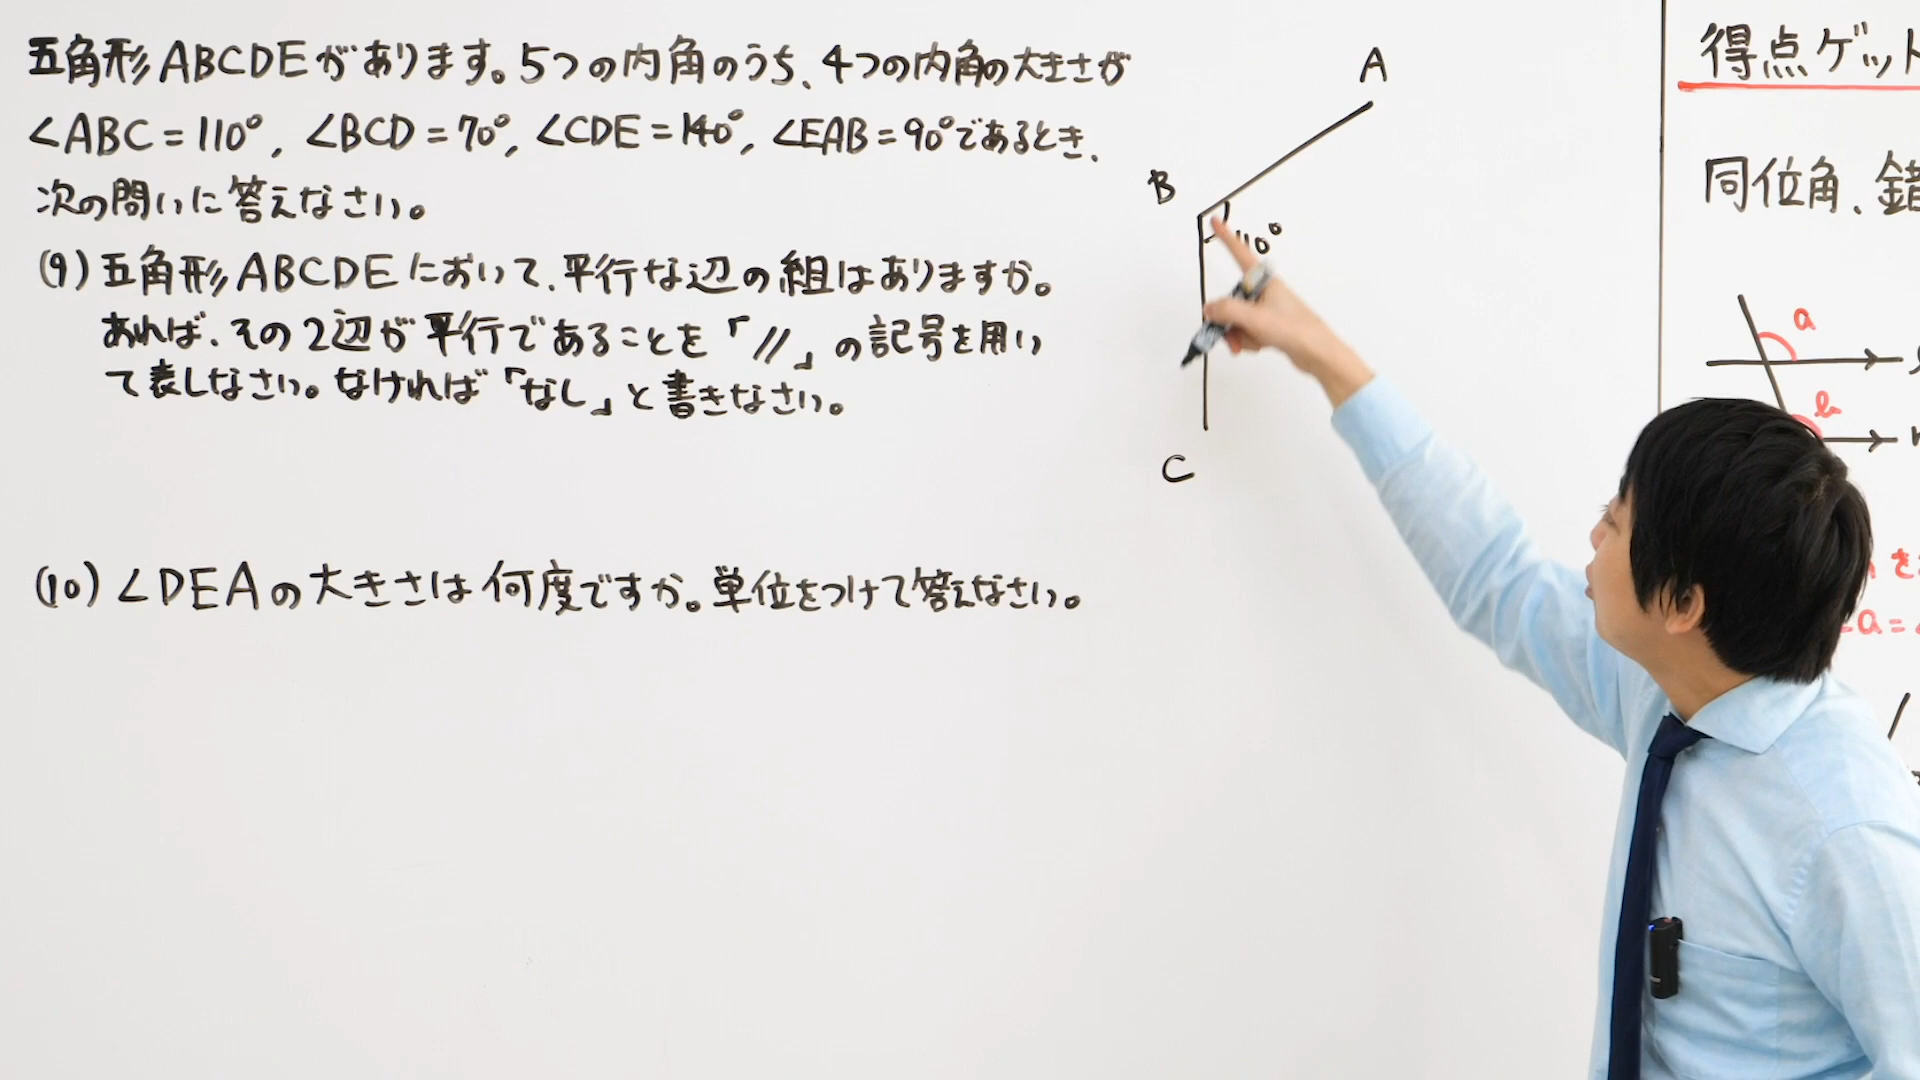 五角形ABCDEがあります。5つの内角のうち、4つの内角の大きさが
∠ABC=110°, ∠BCD=70°, ∠CDE=140°, ∠EAB=90°であるとき、
次の問いに答えなさい。
(9) 五角形ABCDEにおいて、平行な辺の組はありますか。
あれば、その2辺が平行であることを「//」の記号を用い
て表しなさい。なければ「なし」と書きなさい。
(10) ∠DEAの大きさは何度ですか。単位をつけて答えなさい。
A
B
110°
C
得点ゲット
同位角、錯
a
b
a=